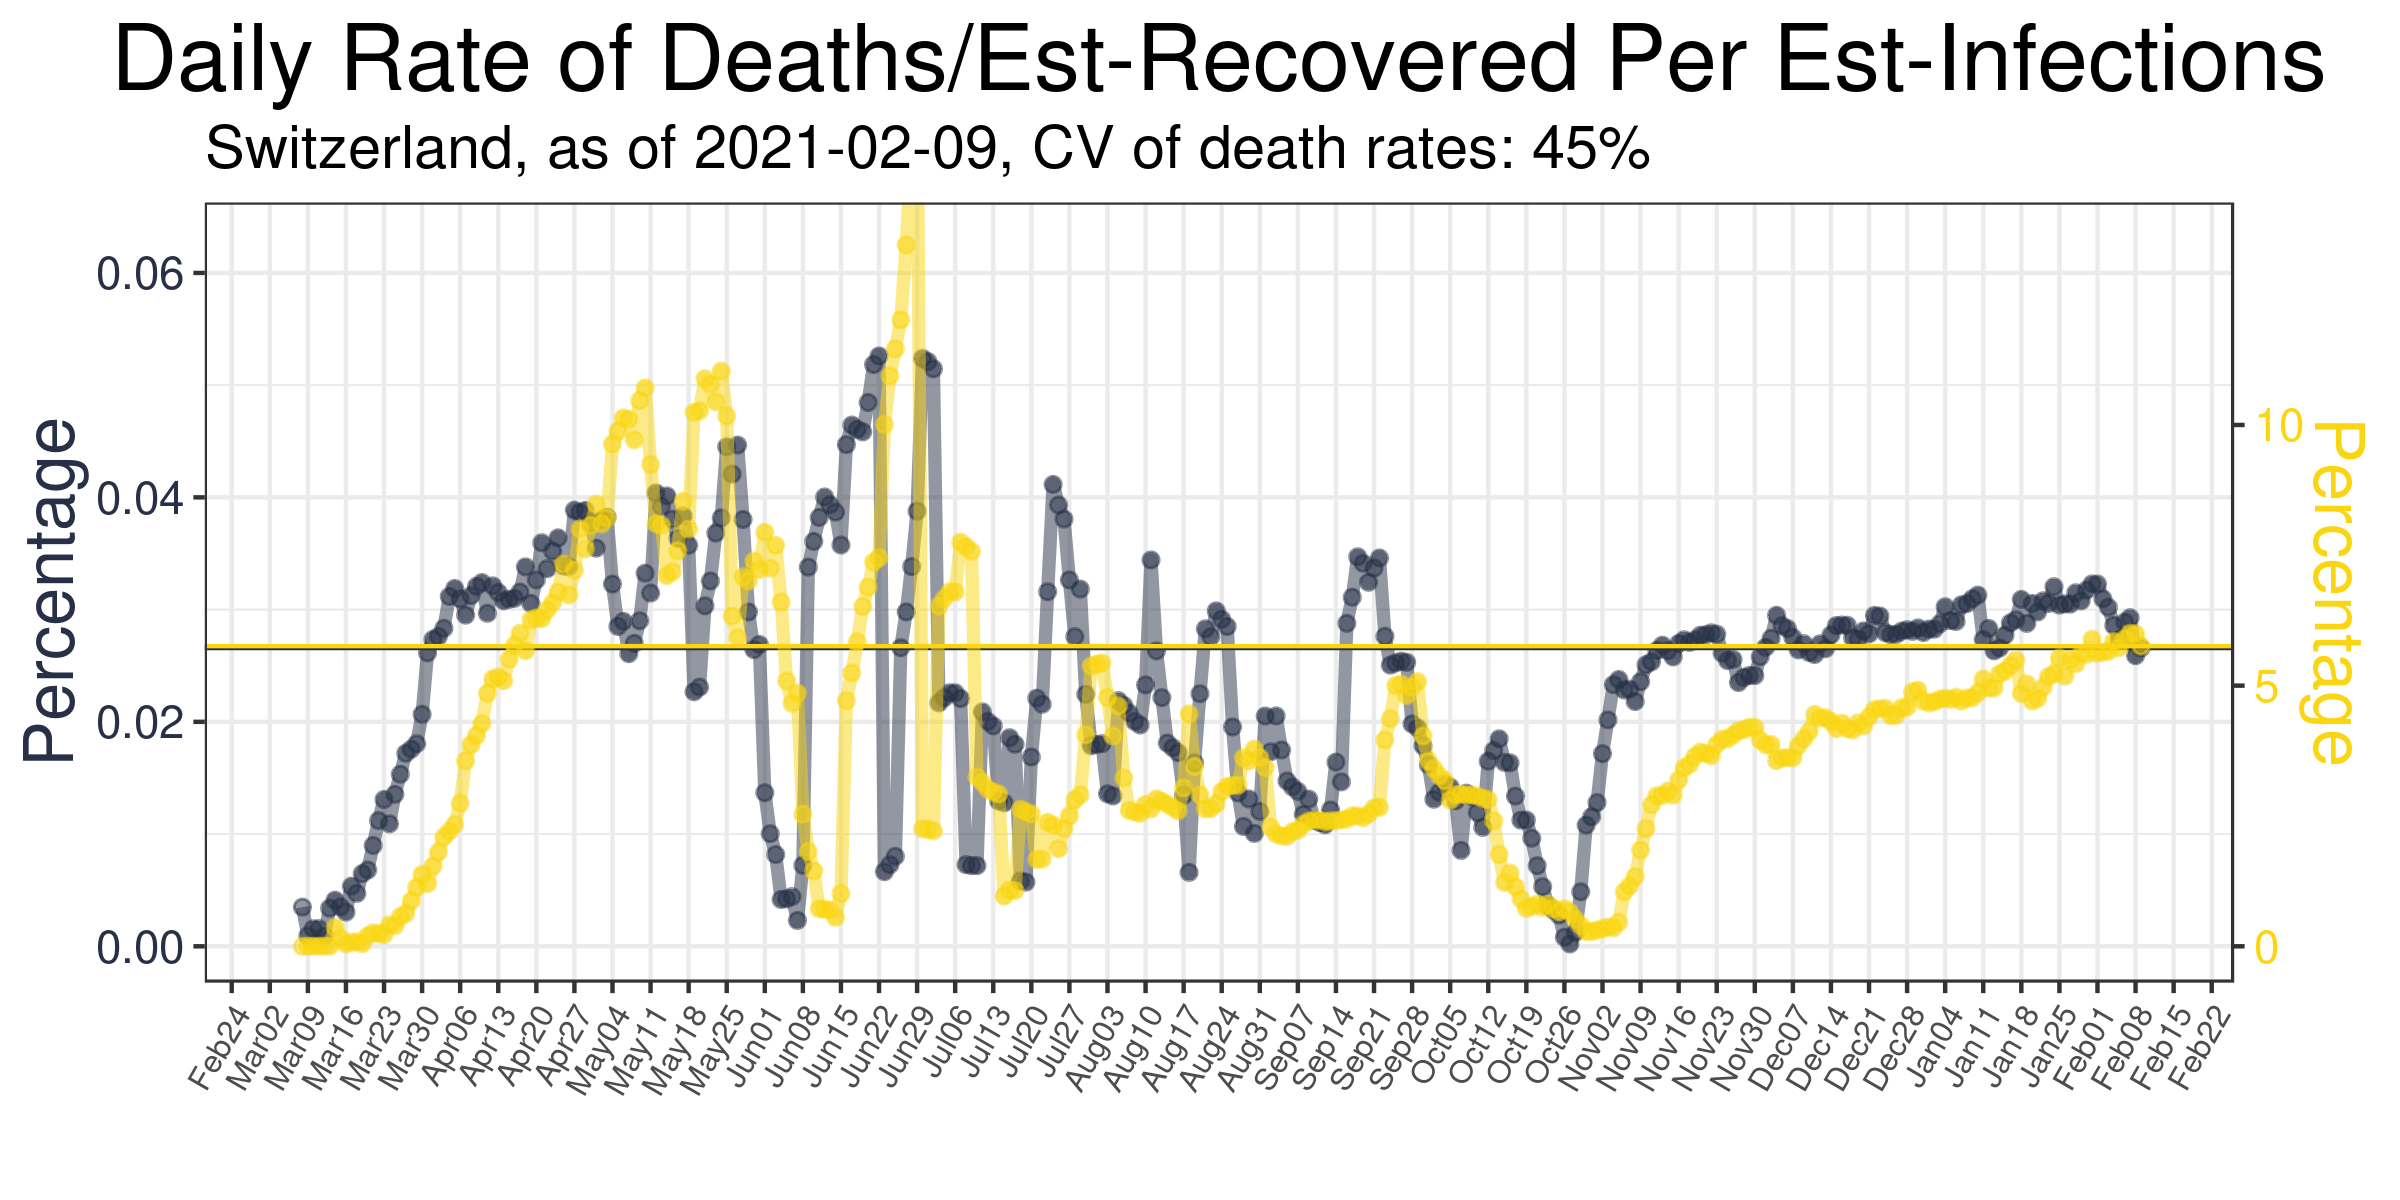 Daily Rate of Deaths/Est-Recovered Per Est-Infections
Switzerland, as of 2021-02-09, CV of death rates: 45%
Percentage
0.06
0.04
0.02
0.00
10
5
0
Percentage
Feb24
Mar02
Mar09
Mar16
Mar23
Mar30
Apr06
Apr13
Apr20
Apr27
May04
May11
May18
May25
Jun01
Jun08
Jun15
Jun22
Jun29
Jul06
Jul13
Jul20
Jul27
Aug03
Aug10
Aug17
Aug24
Aug31
Sep07
Sep14
Sep21
Sep28
Oct05
Oct12
Oct19
Oct26
Nov02
Nov09
Nov16
Nov23
Nov30
Dec07
Dec14
Dec21
Dec28
Dec04
Jan11
Jan18
Jan25
Feb01
Feb08
Feb15
Feb22